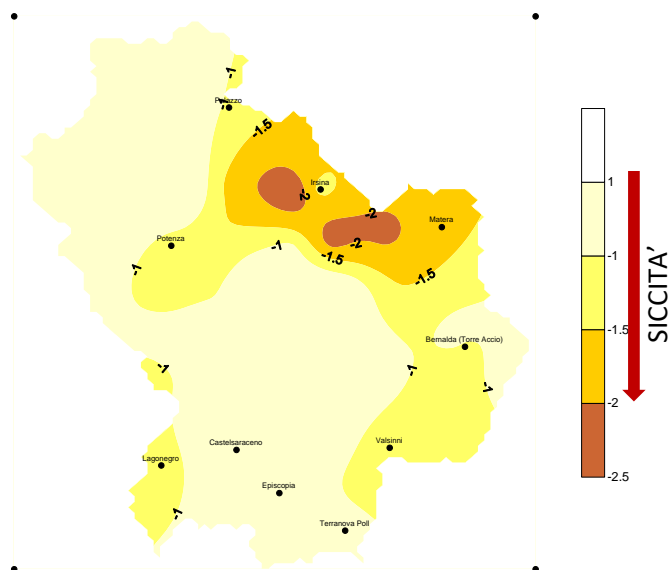 -1
-1
Palazzo
-1.5
Irsina
-2
-2
Matera
Potenza
-1
-2
-1.5
-1
-1.5
Bernalda (Torre Accio)
-1
-1
-1
Castelsaraceno
Valsinni
Lagonegro
Episcopia
-1
Terranova Poll
1
-1
-1.5
-2
-2.5
SICCITA’